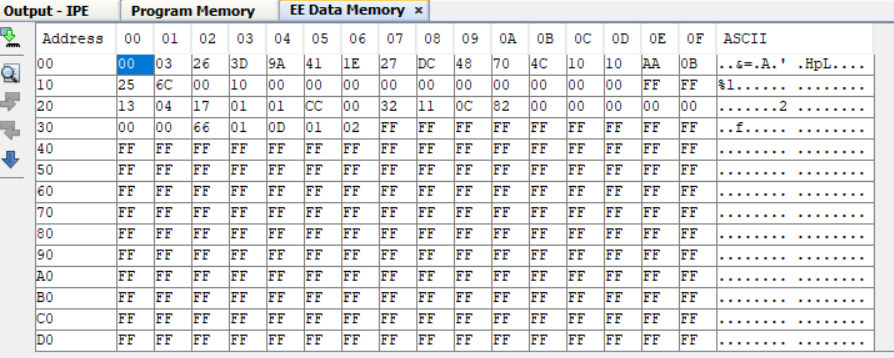 Output - IPE Program Memory EE Data Memory ×
Address 00 01 02 03 04 05 06 07 08 09 0A 0B 0C 0D 0E 0F ASCII
00 00 03 26 3D 9A 41 1E 27 DC 48 70 4C 10 10 AA 0B ..&=.A.' .HpL....
10 25 6C 00 10 00 00 00 00 00 00 00 00 00 00 FF FF %l...... ........
20 13 04 17 01 01 CC 00 32 11 0C 82 00 00 00 00 00 .......2 ........
30 00 00 66 01 0D 01 02 FF FF FF FF FF FF FF FF FF ..f..... ........
40 FF FF FF FF FF FF FF FF FF FF FF FF FF FF FF FF ........ ........
50 FF FF FF FF FF FF FF FF FF FF FF FF FF FF FF FF ........ ........
60 FF FF FF FF FF FF FF FF FF FF FF FF FF FF FF FF ........ ........
70 FF FF FF FF FF FF FF FF FF FF FF FF FF FF FF FF ........ ........
80 FF FF FF FF FF FF FF FF FF FF FF FF FF FF FF FF ........ ........
90 FF FF FF FF FF FF FF FF FF FF FF FF FF FF FF FF ........ ........
A0 FF FF FF FF FF FF FF FF FF FF FF FF FF FF FF FF ........ ........
B0 FF FF FF FF FF FF FF FF FF FF FF FF FF FF FF FF ........ ........
C0 FF FF FF FF FF FF FF FF FF FF FF FF FF FF FF FF ........ ........
D0 FF FF FF FF FF FF FF FF FF FF FF FF FF FF FF FF ........ ........